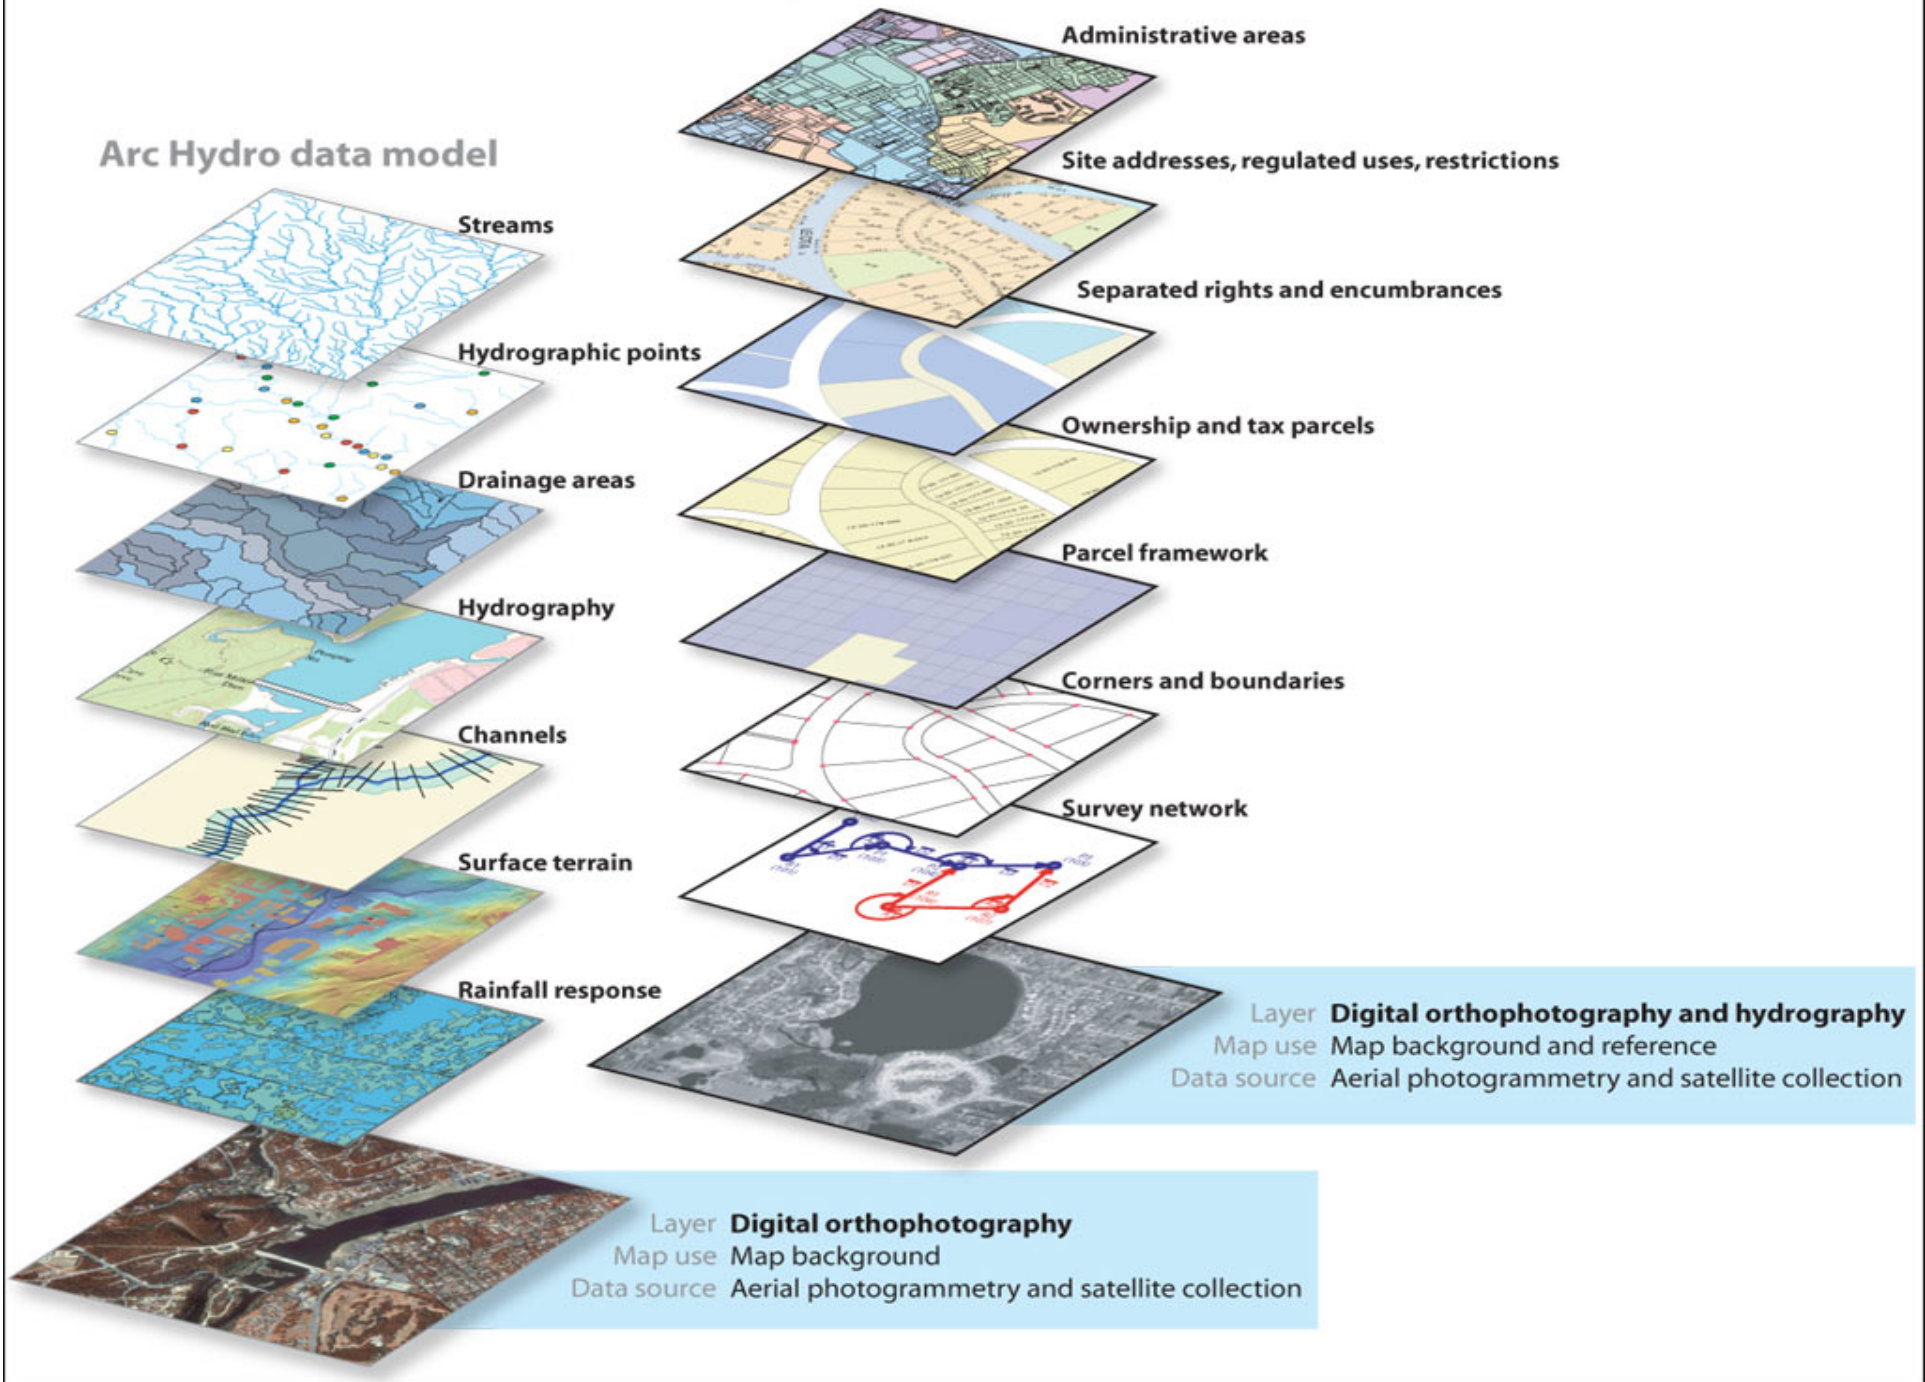 Arc Hydro data model
Streams
Hydrographic points
Drainage areas
Hydrography
Channels
Surface terrain
Rainfall response
Layer Digital orthophotography
Map use Map background
Data source Aerial photogrammetry and satellite collection
Administrative areas
Site addresses, regulated uses, restrictions
Separated rights and encumbrances
Ownership and tax parcels
Parcel framework
Corners and boundaries
Survey network
Layer Digital orthophotography and hydrography
Map use Map background and reference
Data source Aerial photogrammetry and satellite collection